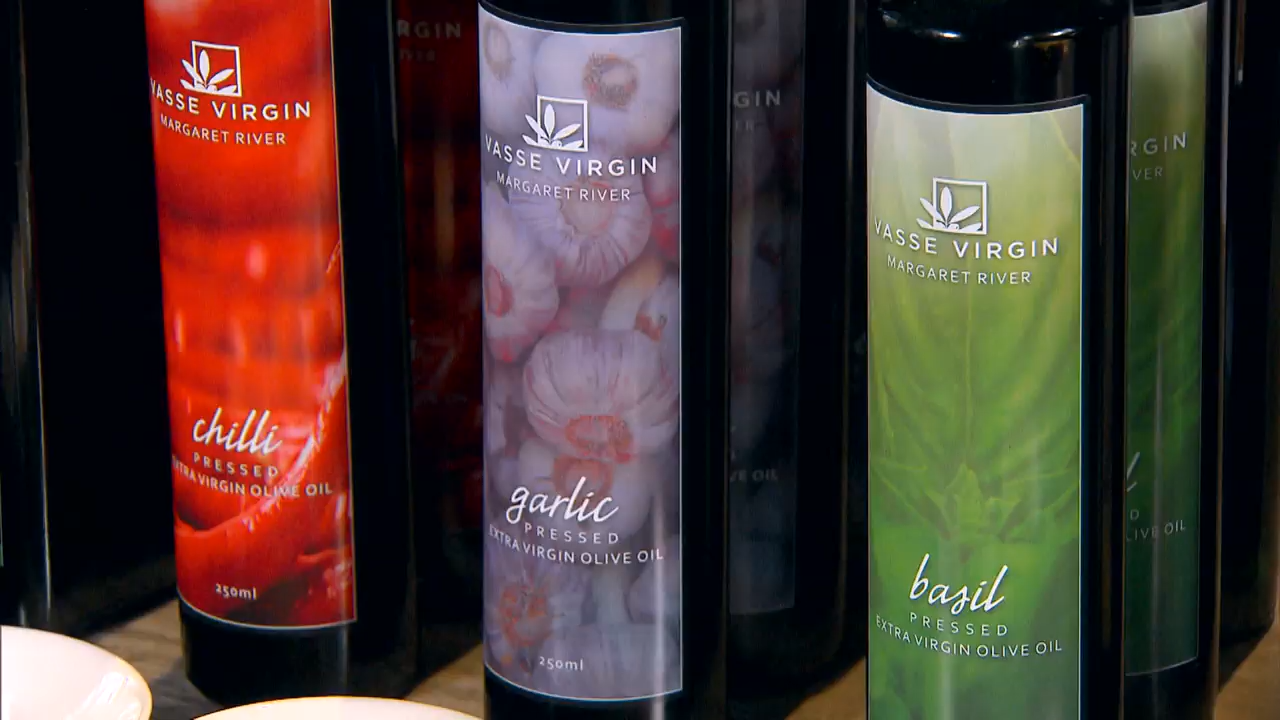 VASSE VIRGIN
MARGARET RIVER
chilli
PRESSED
EXTRA VIRGIN OLIVE OIL
250ml
VASSE VIRGIN
MARGARET RIVER
garlic
PRESSED
EXTRA VIRGIN OLIVE OIL
250ml
VASSE VIRGIN
MARGARET RIVER
basil
PRESSED
EXTRA VIRGIN OLIVE OIL